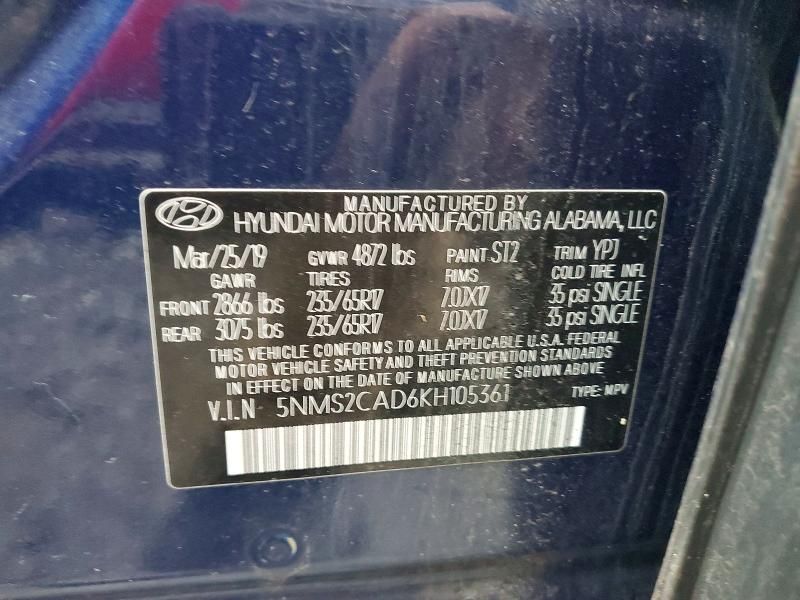 MANUFACTURED BY
HYUNDAI MOTOR MANUFACTURING ALABAMA, LLC
Mar/25/19 GVWR 4872 lbs PAINT ST2 TRIM YPJ
GAWR TIRES RIMS COLD TIRE INFL
FRONT 2866 lbs 235/65R17 7.0JX17 35 psi SINGLE
REAR 3075 lbs 235/65R17 7.0JX17 35 psi SINGLE
THIS VEHICLE CONFORMS TO ALL APPLICABLE U.S.A. FEDERAL
MOTOR VEHICLE SAFETY AND THEFT PREVENTION STANDARDS
IN EFFECT ON THE DATE OF MANUFACTURE SHOWN ABOVE
V.I.N 5NMS2CAD6KH105361 TYPE: MPV